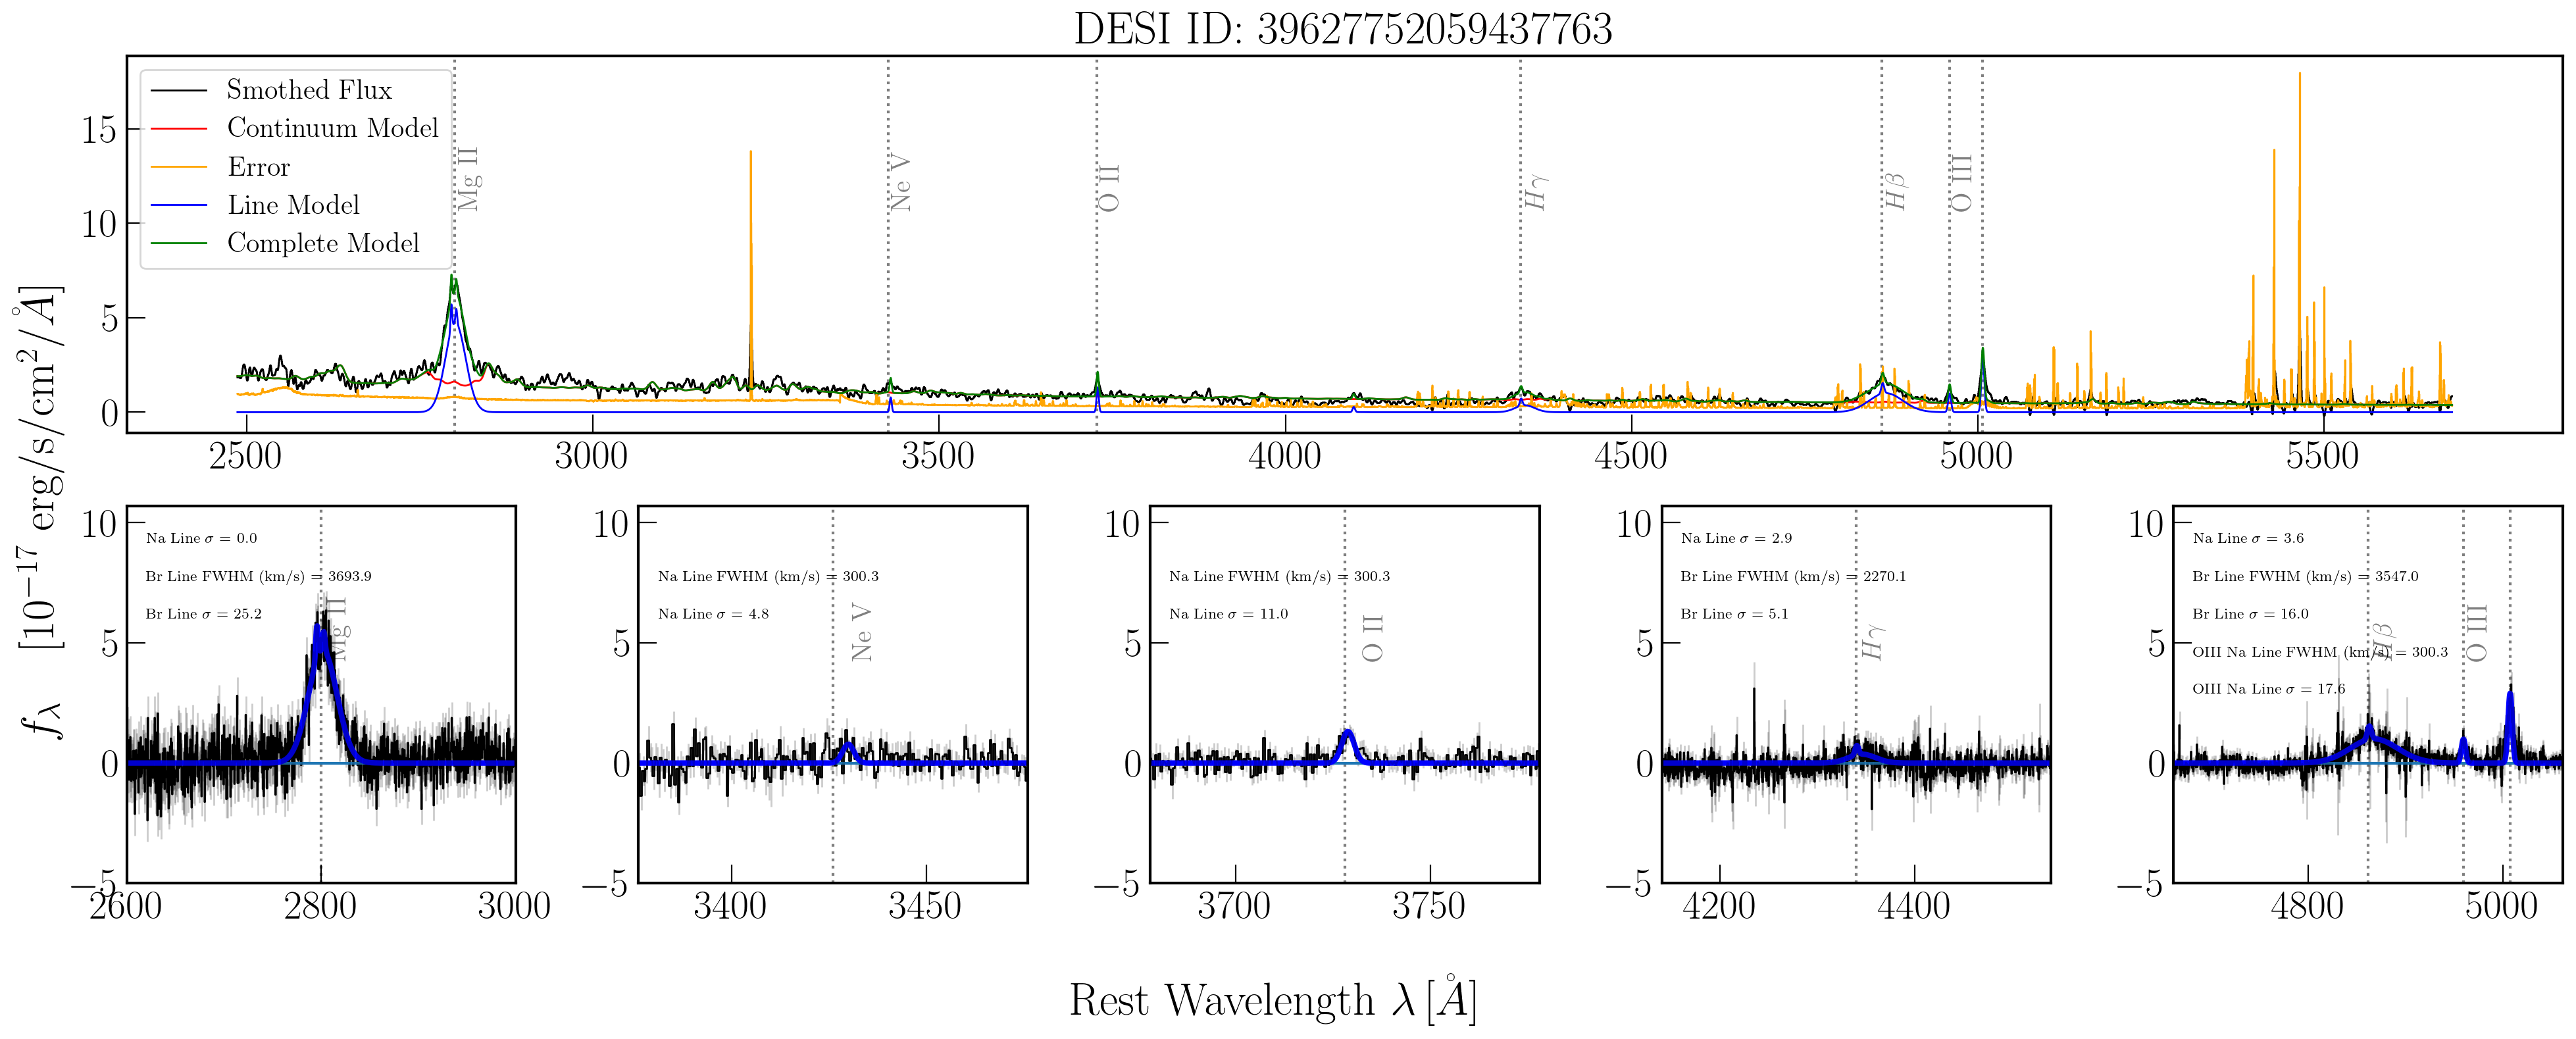 DESI ID: 39627752059437763
Smothed Flux
Continuum Model
Error
Line Model
Complete Model
Mg II
Ne V
O II
Hγ
Hβ
O III
15
10
5
0
2500 3000 3500 4000 4500 5000 5500
f_λ [10^{-17} erg/s/cm^2/Å]
10
5
0
−5
Na Line σ = 0.0
Br Line FWHM (km/s) = 3693.9
Br Line σ = 25.2
Mg II
2600 2800 3000
10
5
0
−5
Na Line FWHM (km/s) = 300.3
Na Line σ = 4.8
Ne V
3400 3450
10
5
0
−5
Na Line FWHM (km/s) = 300.3
Na Line σ = 11.0
O II
3700 3750
10
5
0
−5
Na Line σ = 2.9
Br Line FWHM (km/s) = 2270.1
Br Line σ = 5.1
Hγ
4200 4400
10
5
0
−5
Na Line σ = 3.6
Br Line FWHM (km/s) = 3547.0
Br Line σ = 16.0
OIII Na Line FWHM (km/s) = 300.3
OIII Na Line σ = 17.6
Hβ
O III
4800 5000
Rest Wavelength λ [Å]